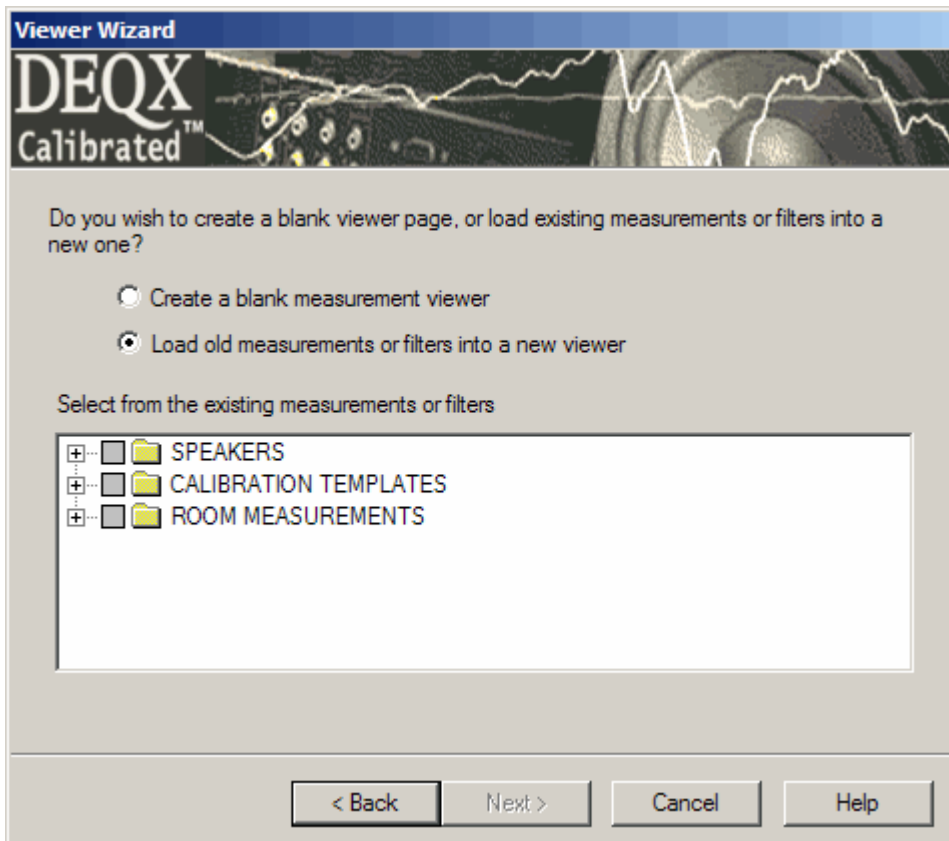 Viewer Wizard
DEQX
Calibrated™
Do you wish to create a blank viewer page, or load existing measurements or filters into a
new one?
Create a blank measurement viewer
Load old measurements or filters into a new viewer
Select from the existing measurements or filters
SPEAKERS
CALIBRATION TEMPLATES
ROOM MEASUREMENTS
< Back Next > Cancel Help